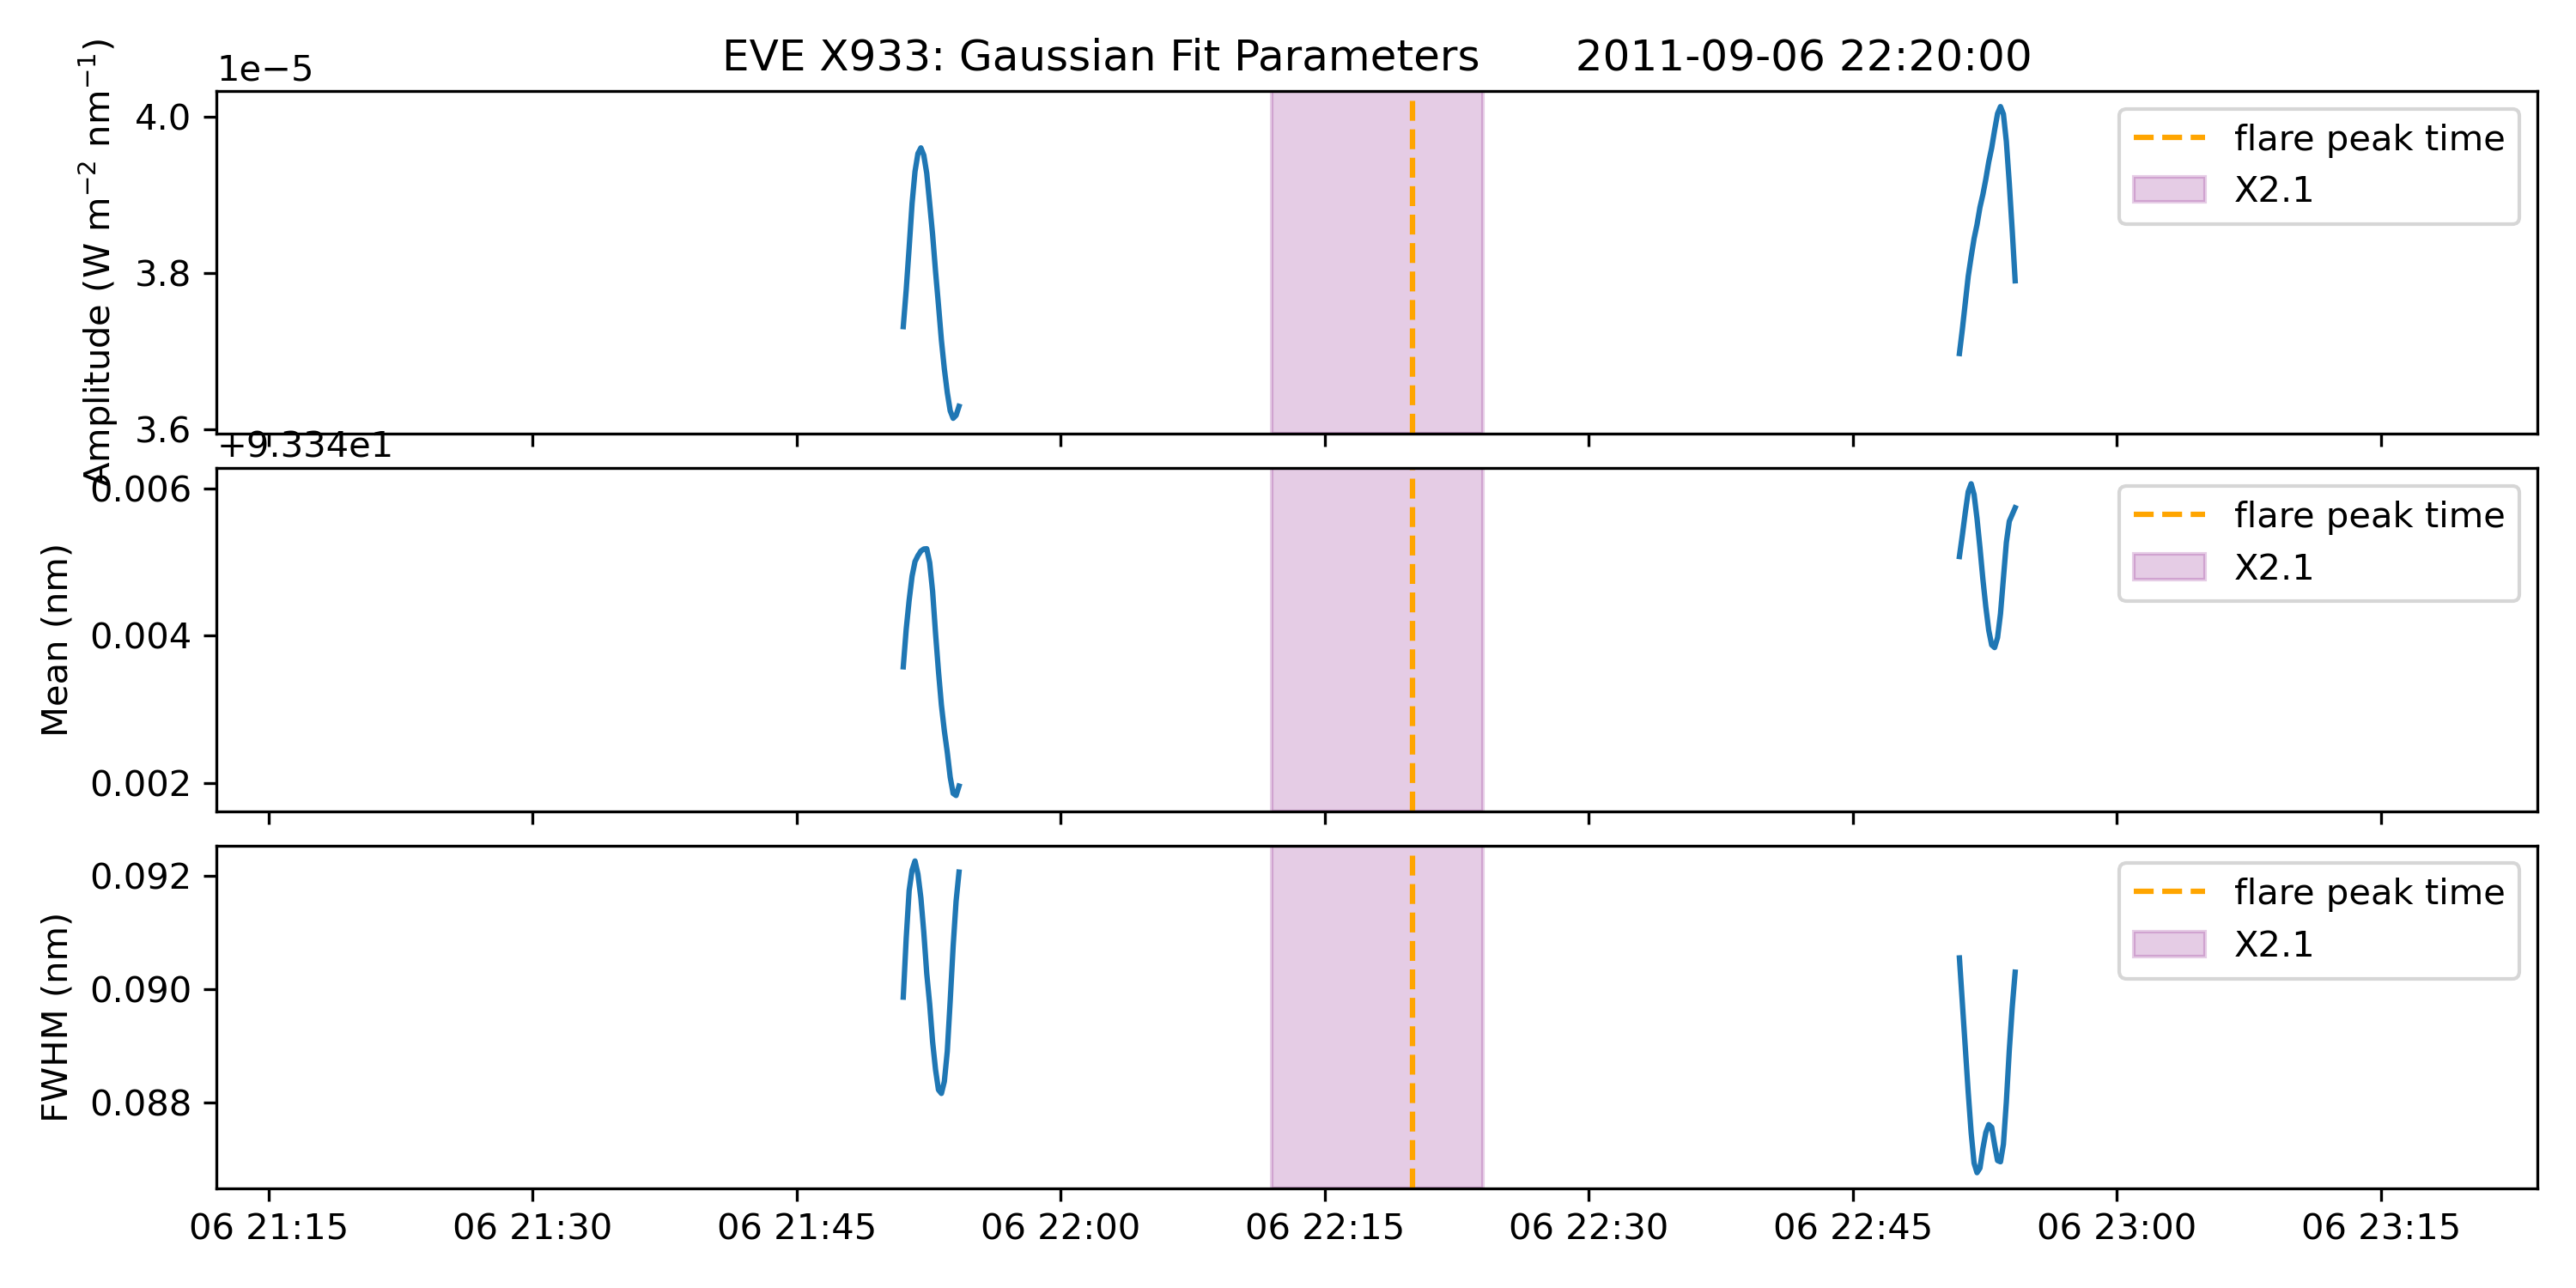 EVE X933: Gaussian Fit Parameters 2011-09-06 22:20:00
1e−5
Amplitude (W m⁻² nm⁻¹)
4.0
3.8
3.6
flare peak time
X2.1
+9.334e1
Mean (nm)
0.006
0.004
0.002
flare peak time
X2.1
FWHM (nm)
0.092
0.090
0.088
flare peak time
X2.1
06 21:15 06 21:30 06 21:45 06 22:00 06 22:15 06 22:30 06 22:45 06 23:00 06 23:15